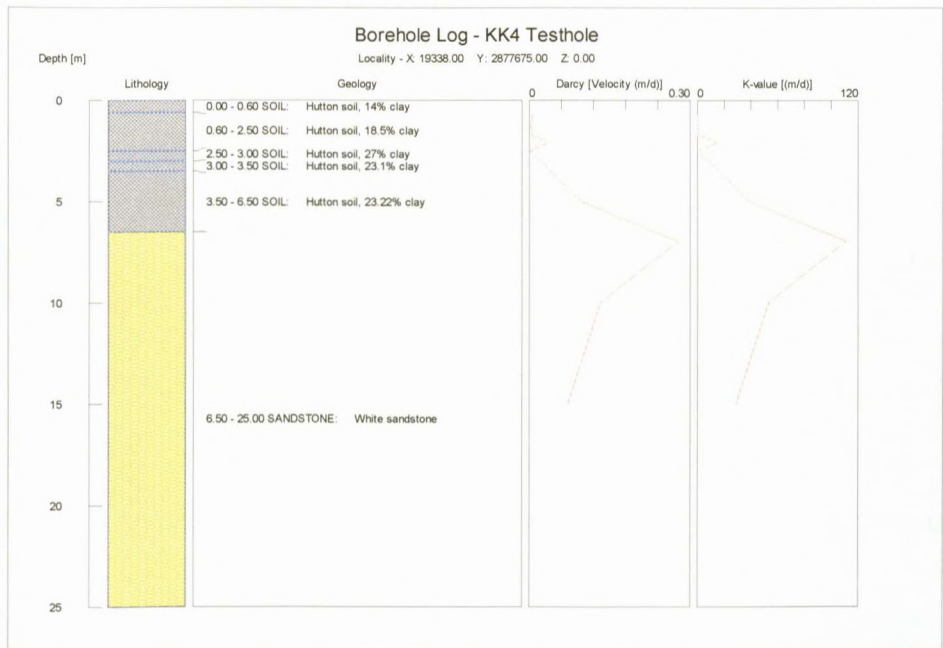 Borehole Log - KK4 Testhole
Depth [m]
Locality - X: 19338.00 Y: 2877675.00 Z: 0.00
Lithology
Geology
Darcy [Velocity (m/d)]
K-value [(m/d)]
0
0.30
0
120
0
0.00 - 0.60 SOIL: Hutton soil, 14% clay
0.60 - 2.50 SOIL: Hutton soil, 18.5% clay
2.50 - 3.00 SOIL: Hutton soil, 27% clay
3.00 - 3.50 SOIL: Hutton soil, 23.1% clay
5
3.50 - 6.50 SOIL: Hutton soil, 23.22% clay
10
15
6.50 - 25.00 SANDSTONE: White sandstone
20
25